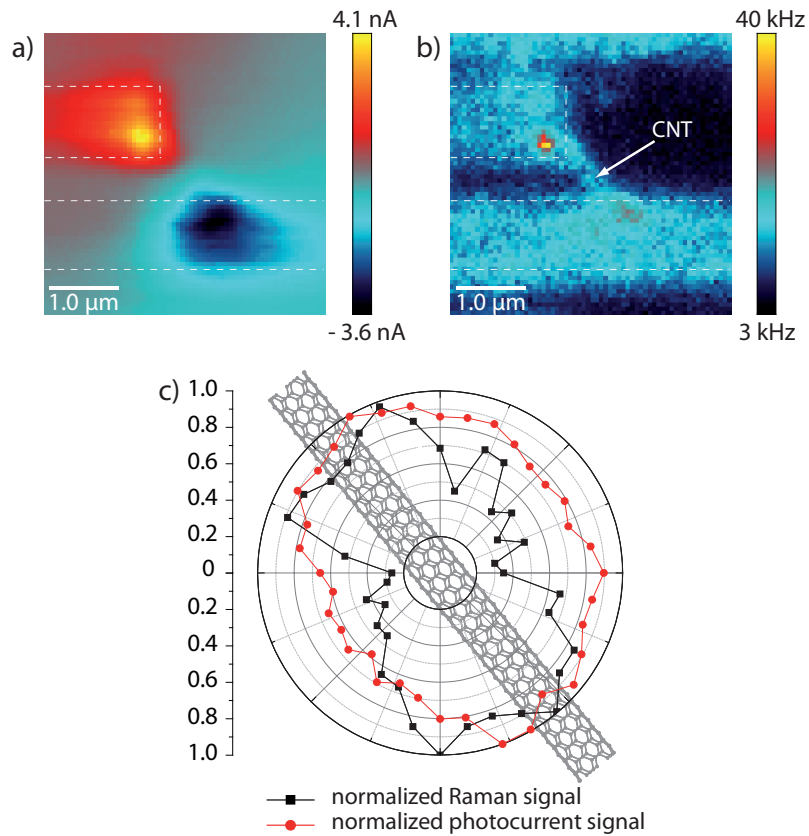 a)
4.1 nA
1.0 μm
- 3.6 nA
b)
40 kHz
CNT
1.0 μm
3 kHz
c)
1.0
0.8
0.6
0.4
0.2
0
0.2
0.4
0.6
0.8
1.0
normalized Raman signal
normalized photocurrent signal